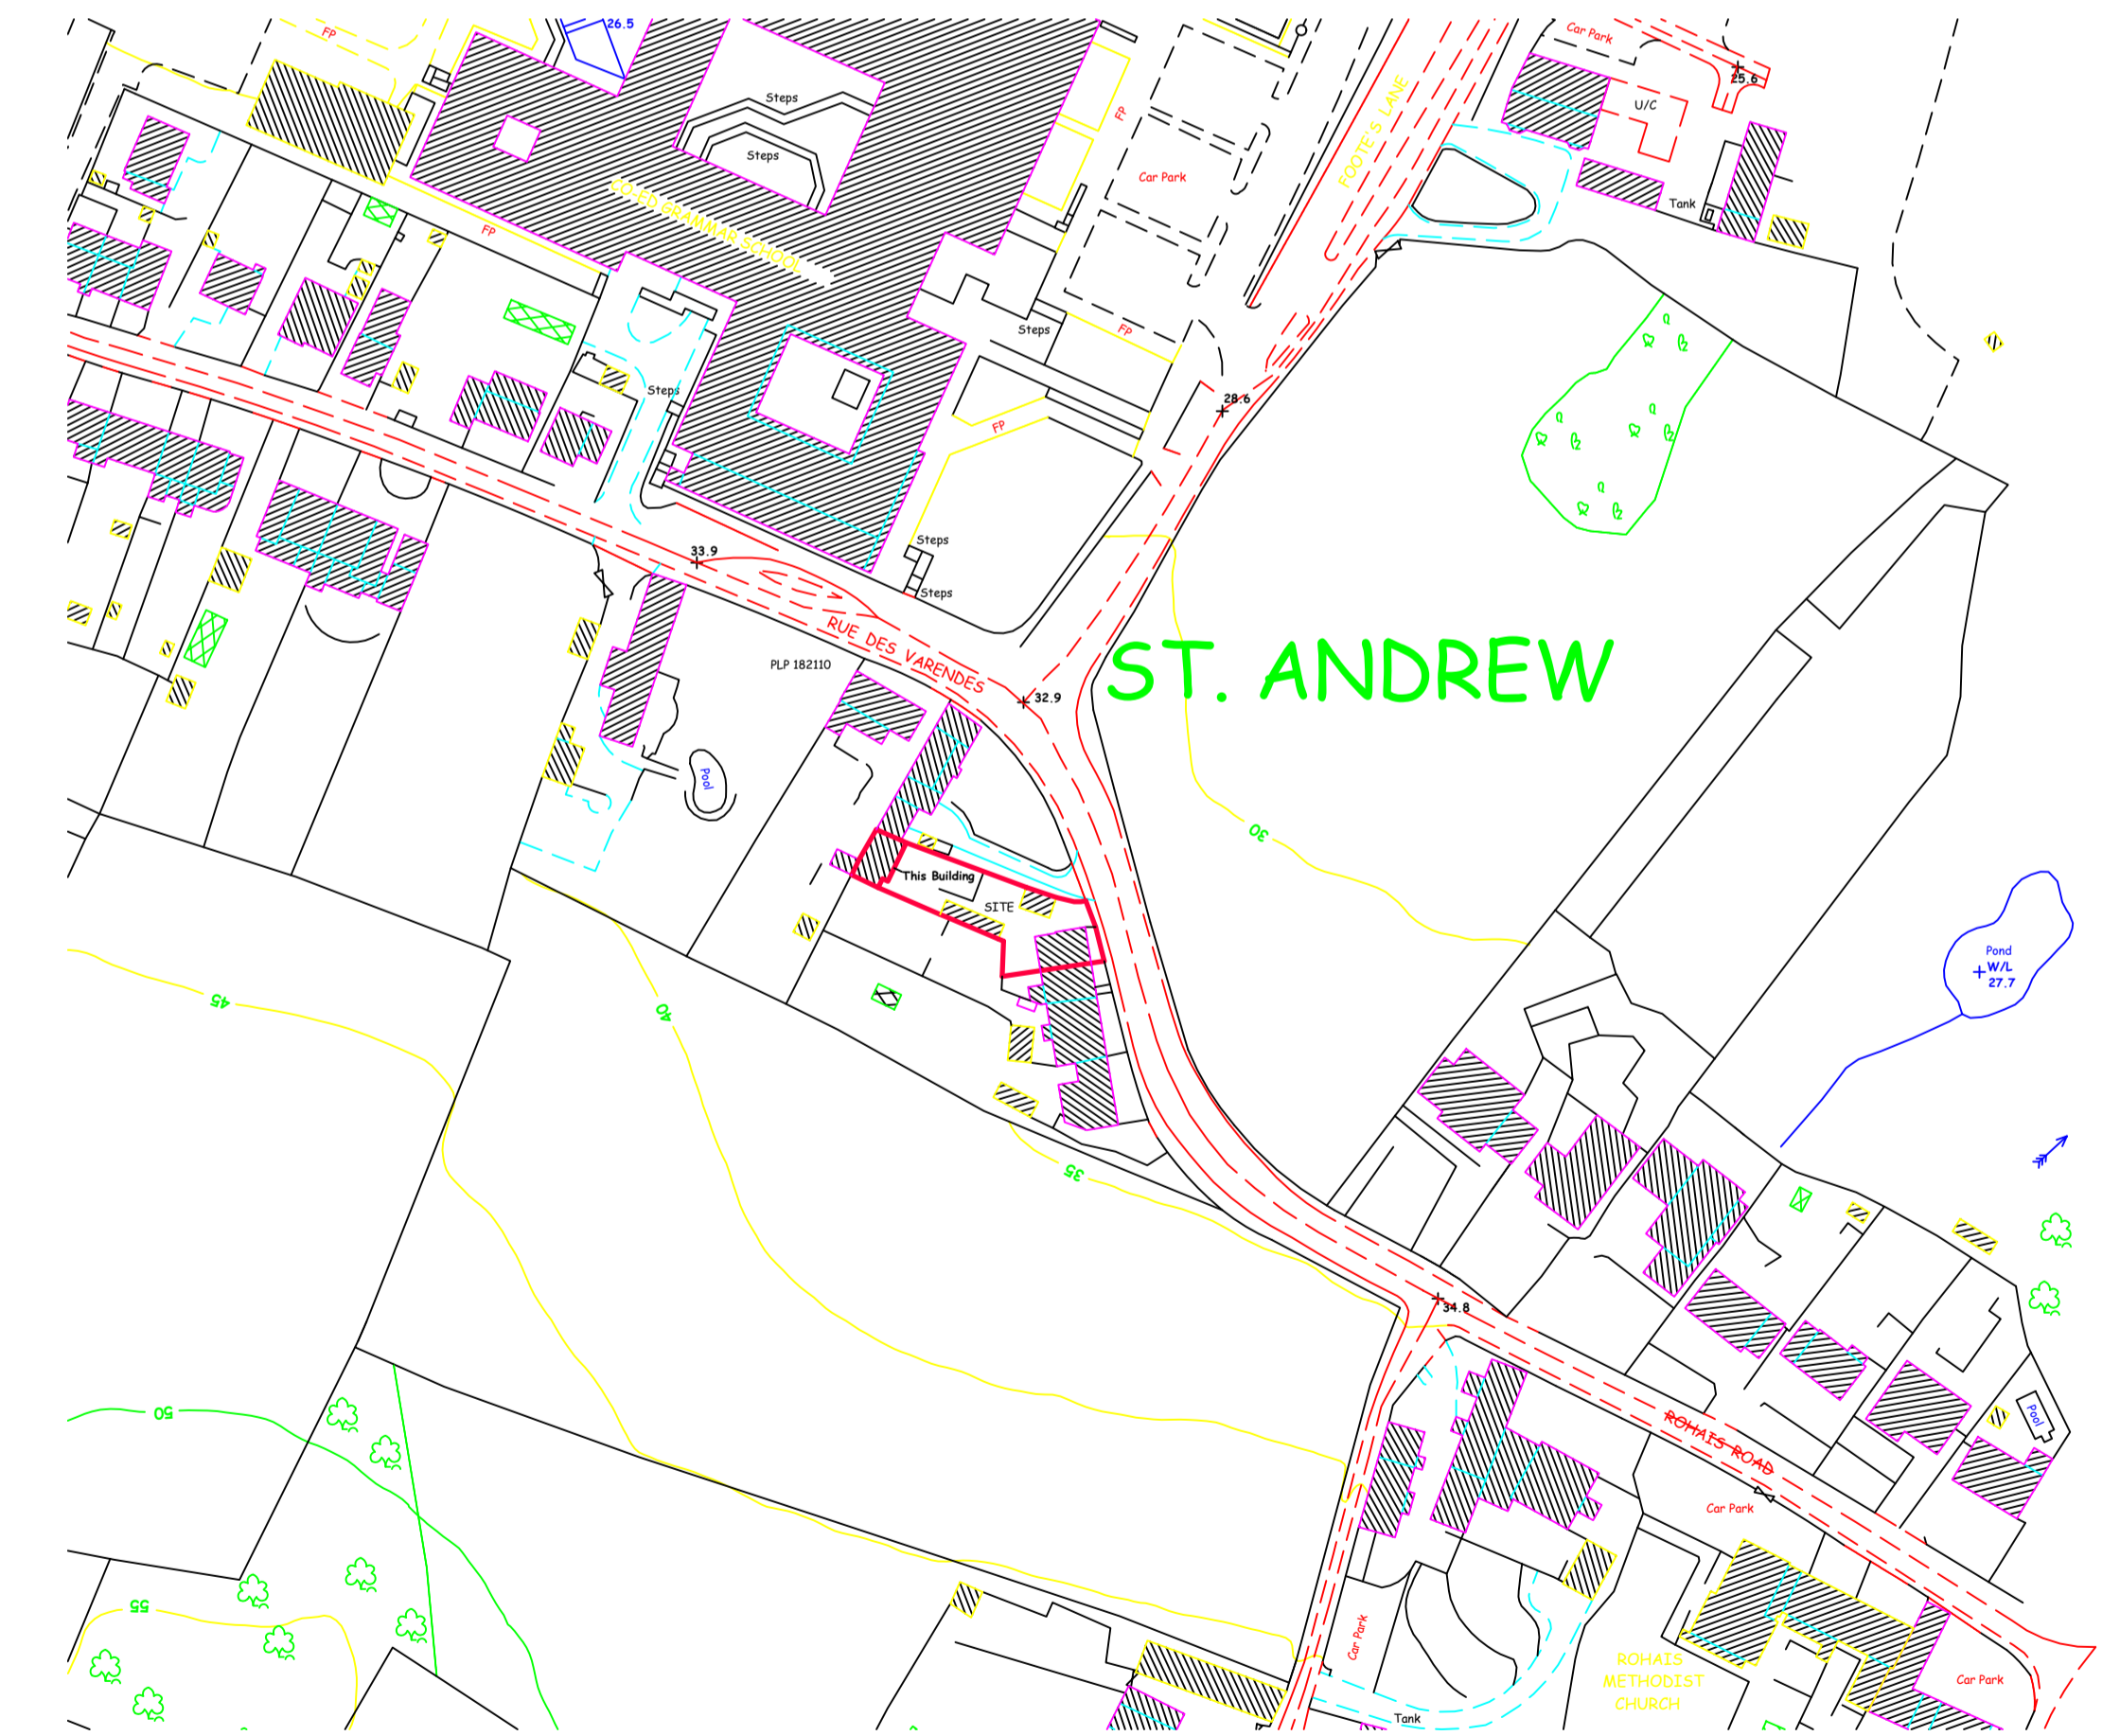 26.5
FP
Car Park
25.6
Steps
FOOTE'S LANE
U/C
FP
Steps
Car Park
CO-ED GRAMMAR SCHOOL
Tank
FP
Steps
FP
Steps
28.6
FP
33.9
Steps
Steps
RUE DES VARENDES
PLP 182110
ST. ANDREW
32.9
Pool
30
This Building
SITE
Pond
W/L
27.7
45
40
35
34.8
50
ROHAIS ROAD
Pool
Car Park
55
Car Park
ROHAIS
METHODIST
CHURCH
Car Park
Tank